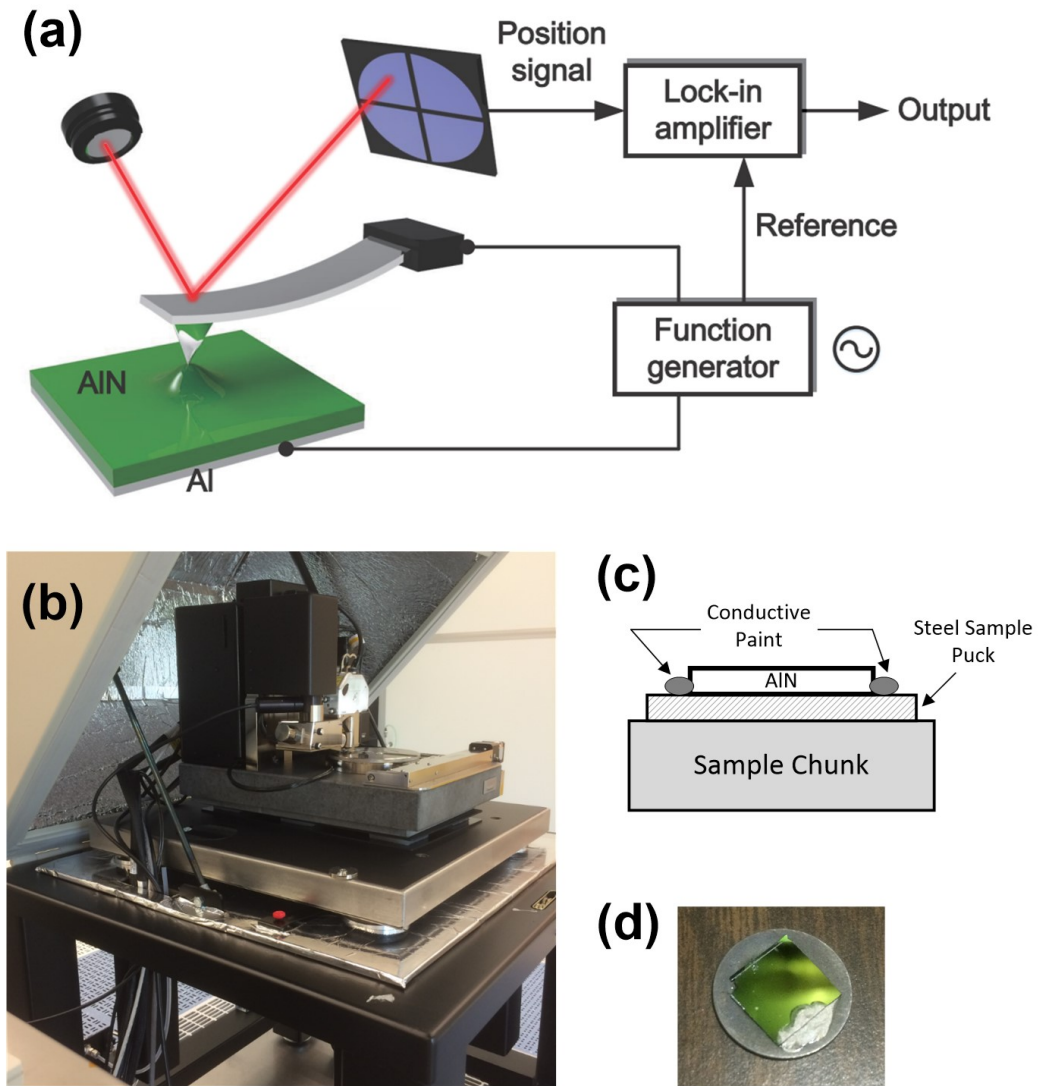 (a)
Position
signal
Lock-in
amplifier
Output
Reference
Function
generator
AlN
Al
(b)
(c)
Conductive
Paint
Steel Sample
Puck
AlN
Sample Chunk
(d)